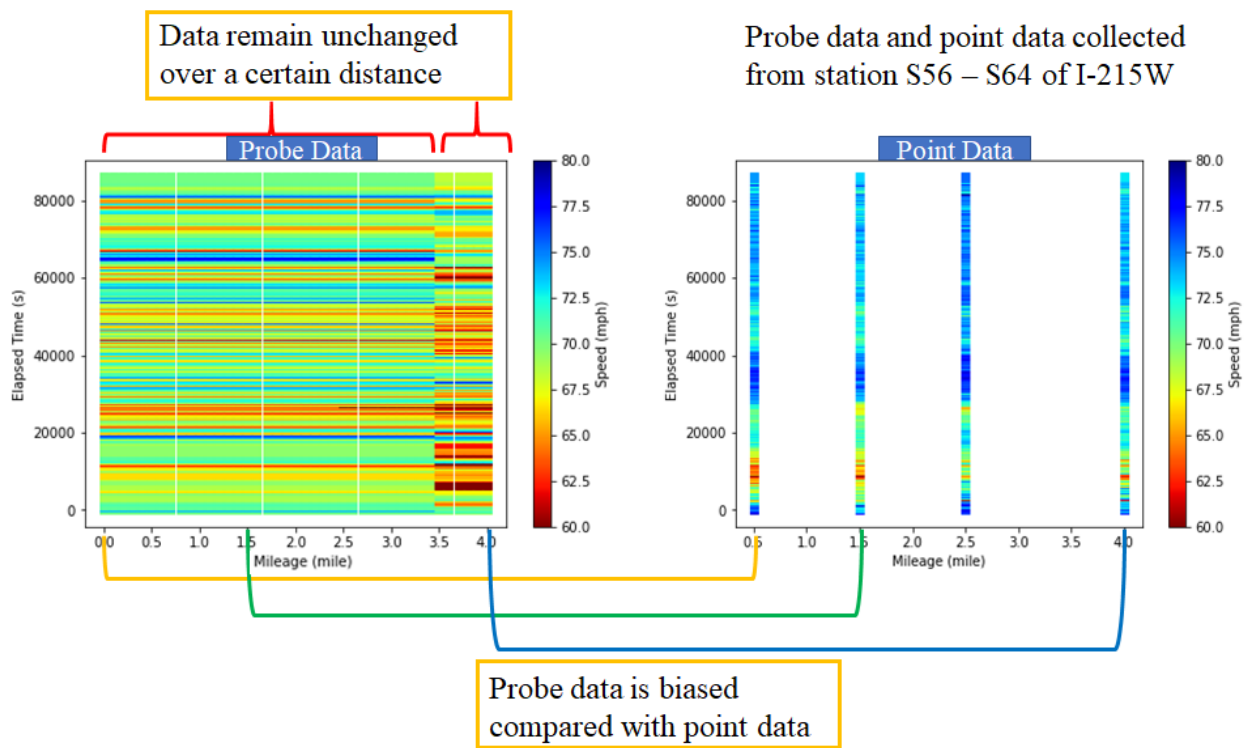 Data remain unchanged
over a certain distance
Probe data and point data collected
from station S56 – S64 of I-215W
Probe Data
80000
60000
40000
20000
0
Elapsed Time (s)
0.0 0.5 1.0 1.5 2.0 2.5 3.0 3.5 4.0
Mileage (mile)
80.0
77.5
75.0
72.5
70.0
67.5
65.0
62.5
60.0
Speed (mph)
Point Data
80000
60000
40000
20000
0
Elapsed Time (s)
0.5 1.0 1.5 2.0 2.5 3.0 3.5 4.0
Mileage (mile)
80.0
77.5
75.0
72.5
70.0
67.5
65.0
62.5
60.0
Speed (mph)
Probe data is biased
compared with point data